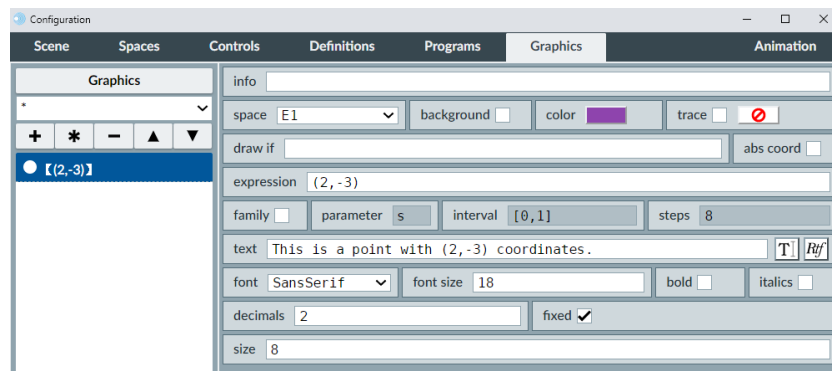 Configuration
Scene Spaces Controls Definitions Programs Graphics Animation
Graphics
*
info
space E1 background color trace
draw if abs coord
【(2,-3)】
expression (2,-3)
family parameter s interval [0,1] steps 8
text This is a point with (2,-3) coordinates. T Rtf
font SansSerif font size 18 bold italics
decimals 2 fixed
size 8